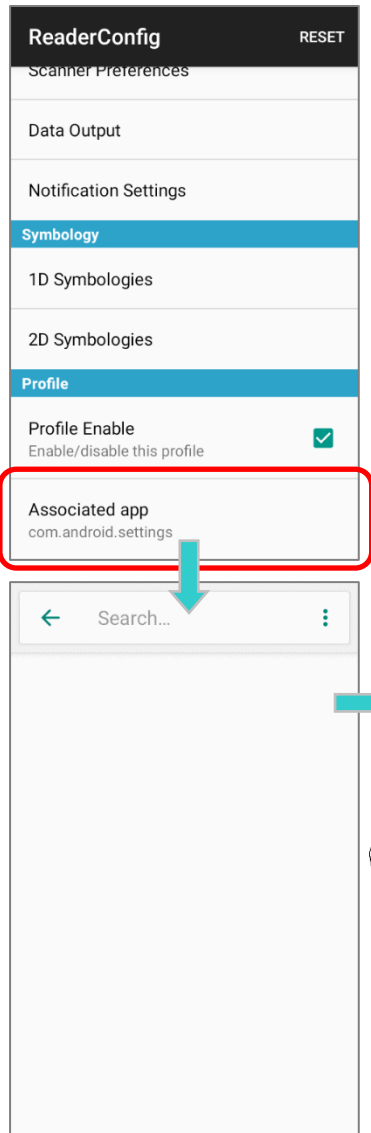 ReaderConfig RESET
Scanner Preferences
Data Output
Notification Settings
Symbology
1D Symbologies
2D Symbologies
Profile
Profile Enable
Enable/disable this profile
Associated app
com.android.settings
Search...